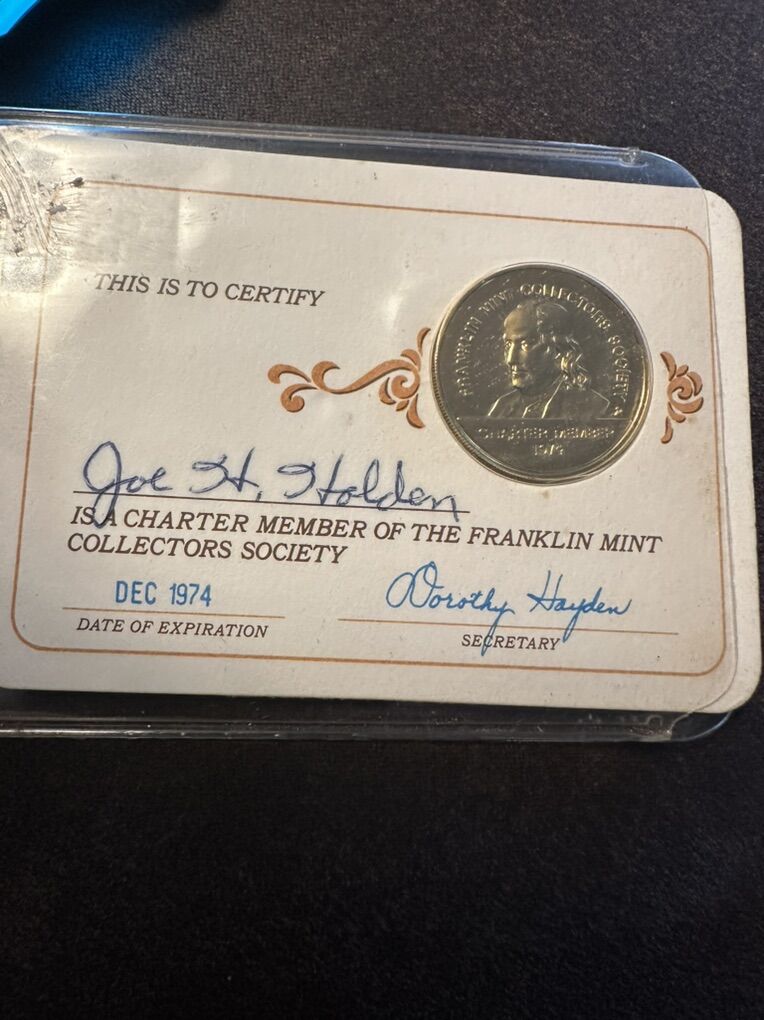 THIS IS TO CERTIFY
FRANKLIN MINT COLLECTORS SOCIETY
CHARTER MEMBER
Joe H. Holden
IS A CHARTER MEMBER OF THE FRANKLIN MINT
COLLECTORS SOCIETY
DEC 1974
Dorothy Hayden
DATE OF EXPIRATION
SECRETARY